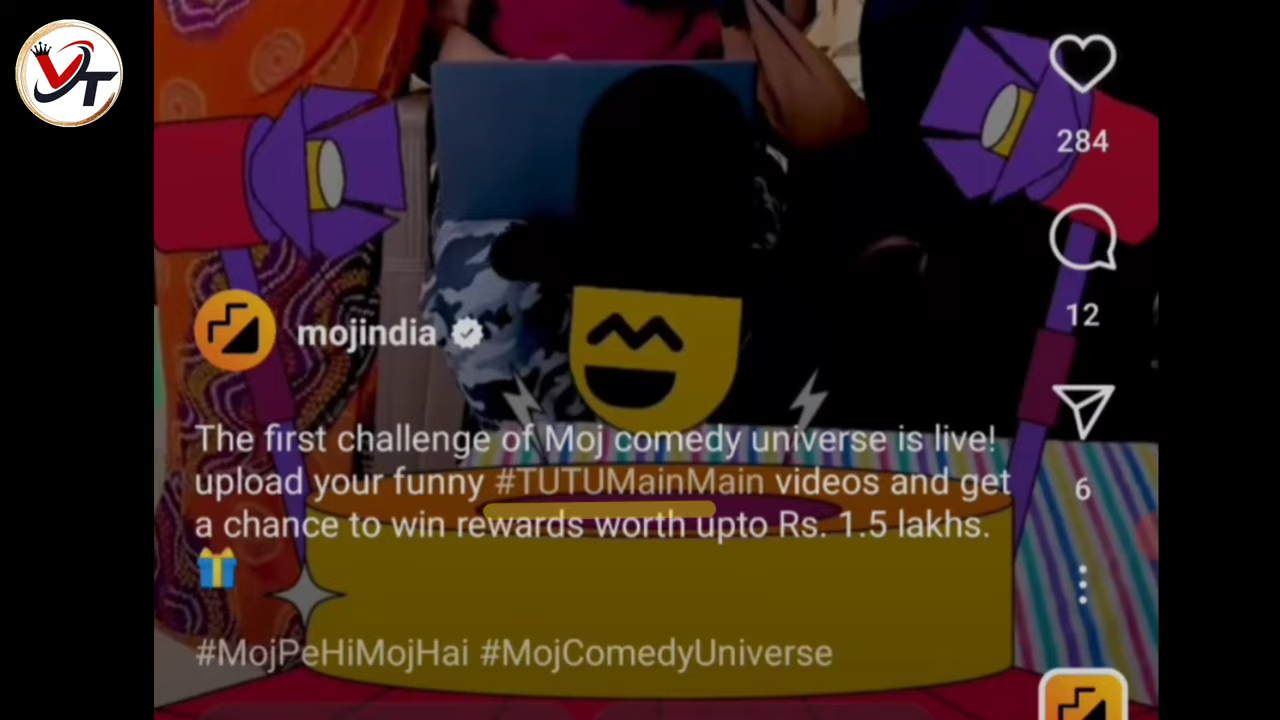 VT
284
12
mojindia
The first challenge of Moj comedy universe is live!
upload your funny #TUTUMainMain videos and get
a chance to win rewards worth upto Rs. 1.5 lakhs.
6
#MojPeHiMojHai #MojComedyUniverse